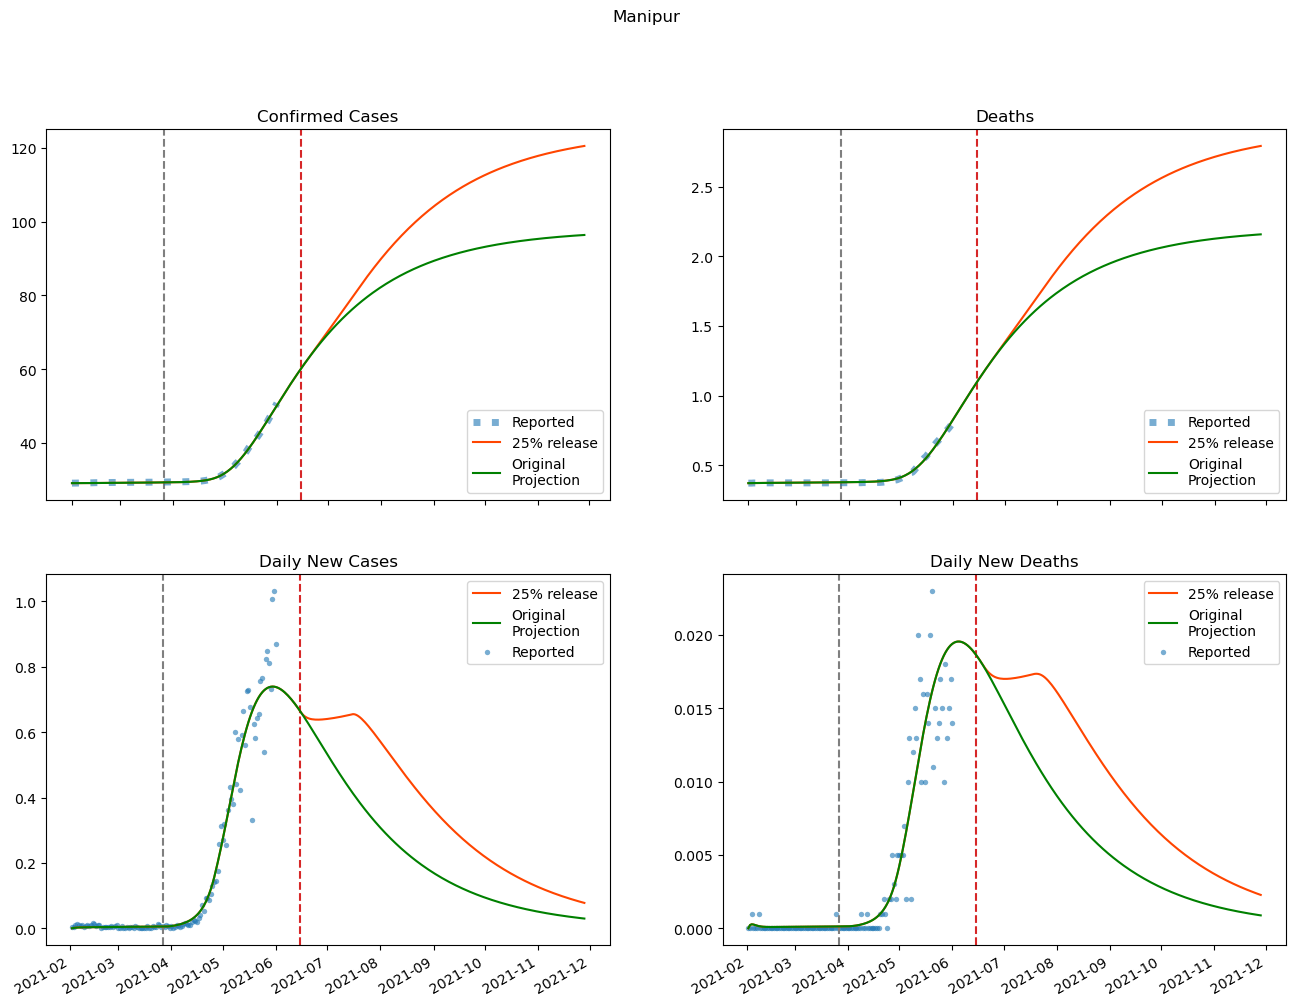 Manipur
Confirmed Cases
120
100
80
60
40
Reported
25% release
Original
Projection
Deaths
2.5
2.0
1.5
1.0
0.5
Reported
25% release
Original
Projection
Daily New Cases
1.0
0.8
0.6
0.4
0.2
0.0
25% release
Original
Projection
Reported
2021-02
2021-03
2021-04
2021-05
2021-06
2021-07
2021-08
2021-09
2021-10
2021-11
2021-12
Daily New Deaths
0.020
0.015
0.010
0.005
0.000
25% release
Original
Projection
Reported
2021-02
2021-03
2021-04
2021-05
2021-06
2021-07
2021-08
2021-09
2021-10
2021-11
2021-12